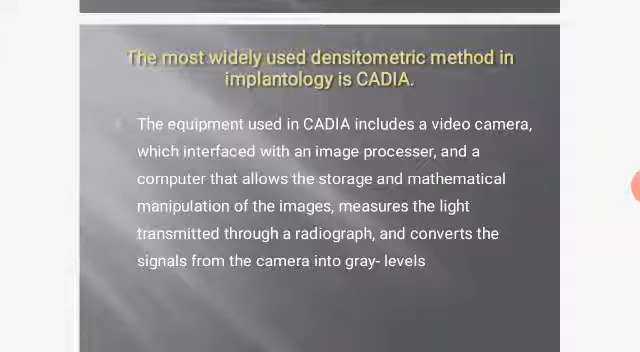 The most widely used densitometric method in
implantology is CADIA.
The equipment used in CADIA includes a video camera,
which interfaced with an image processer, and a
computer that allows the storage and mathematical
manipulation of the images, measures the light
transmitted through a radiograph, and converts the
signals from the camera into gray- levels